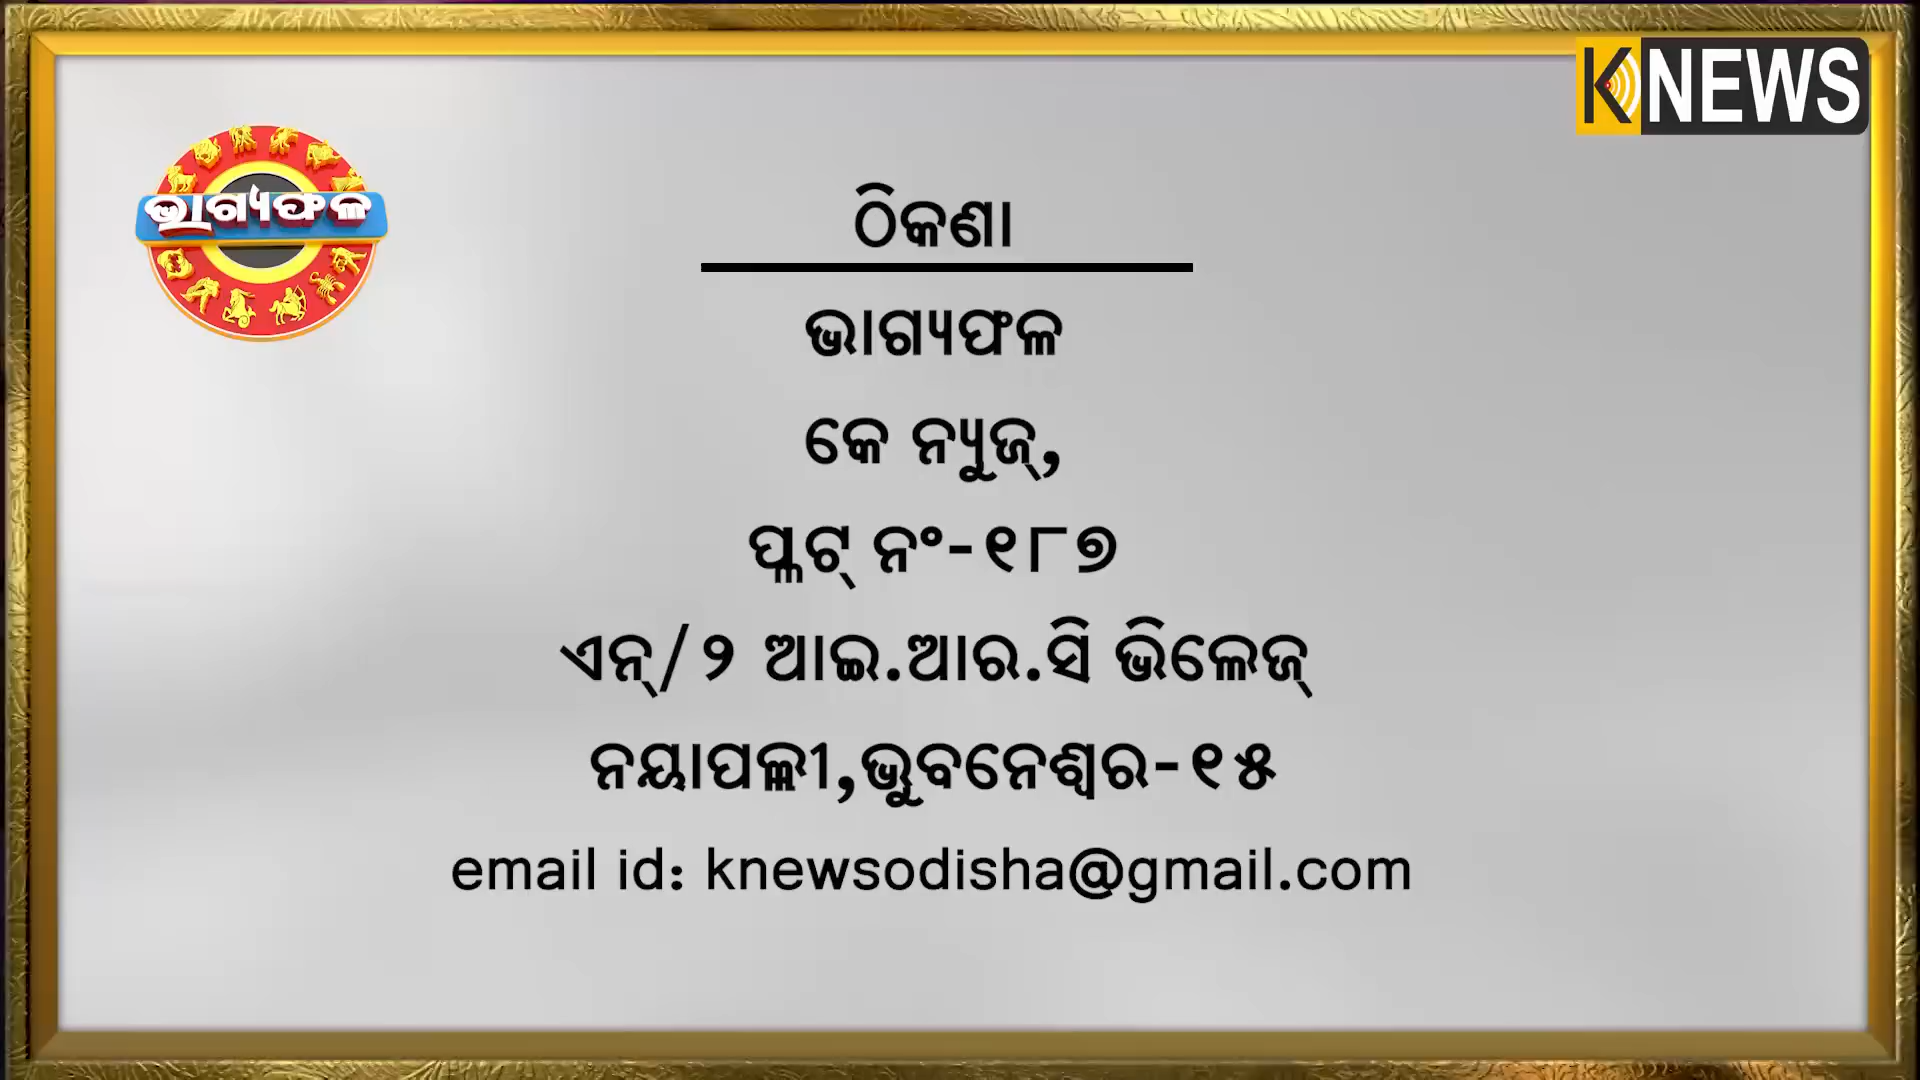 KNEWS
ଭାଗ୍ୟଫଳ
ଠିକଣା
ଭାଗ୍ୟଫଳ
କେ ନ୍ୟୁଜ୍,
ପ୍ଲଟ୍ ନଂ-୧୮୭
ଏନ୍/୨ ଆଇ.ଆର.ସି ଭିଲେଜ୍
ନୟାପଲ୍ଲୀ,ଭୁବନେଶ୍ୱର-୧୫
email id: knewsodisha@gmail.com